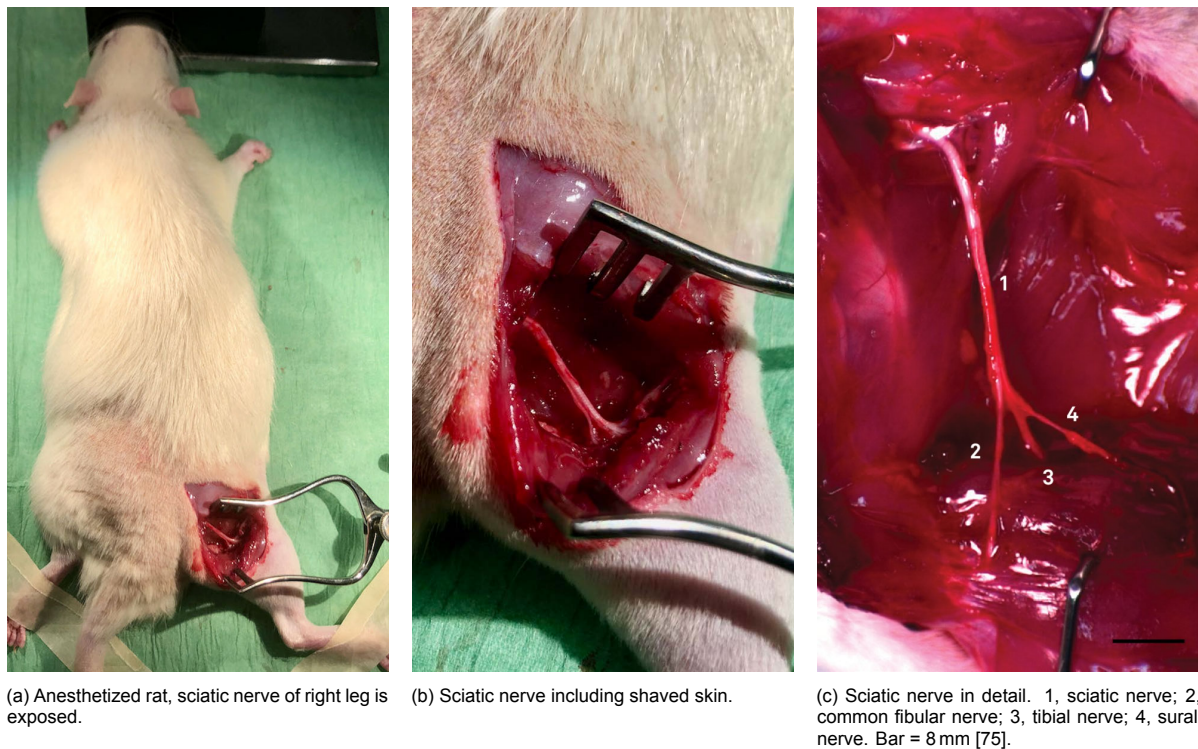 1
2
3
4
(a) Anesthetized rat, sciatic nerve of right leg is
exposed.
(b) Sciatic nerve including shaved skin.
(c) Sciatic nerve in detail. 1, sciatic nerve; 2,
common fibular nerve; 3, tibial nerve; 4, sural
nerve. Bar = 8 mm [75].